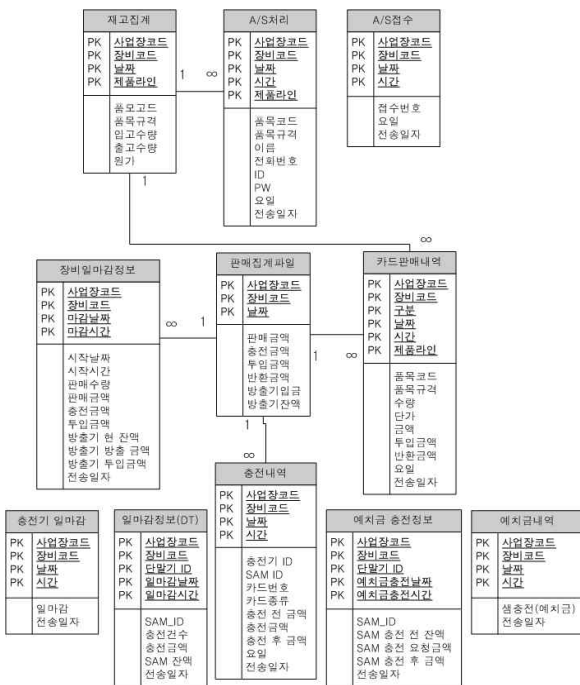 재고집계
PK 사업장코드
PK 장비코드
PK 날짜
PK 제품라인
품모고드
품목규격
입고수량
출고수량
원가
1
∞
1
A/S처리
PK 사업장코드
PK 장비코드
PK 날짜
PK 시간
PK 제품라인
품목코드
품목규격
이름
전화번호
ID
PW
요일
전송일자
A/S접수
PK 사업장코드
PK 장비코드
PK 날짜
PK 시간
접수번호
요일
전송일자
∞
장비일마감정보
PK 사업장코드
PK 장비코드
PK 마감날짜
PK 마감시간
시작날짜
시작시간
판매수량
판매금액
충전금액
투입금액
방출기 현 잔액
방출기 방출 금액
방출기 투입금액
전송일자
∞
1
판매집계파일
PK 사업장코드
PK 장비코드
PK 날짜
판매금액
충전금액
투입금액
반환금액
방출기입금
방출기잔액
1
∞
1
∞
카드판매내역
PK 사업장코드
PK 장비코드
PK 구분
PK 날짜
PK 시간
PK 제품라인
품목코드
품목규격
수량
단가
금액
투입금액
반환금액
요일
전송일자
충전기 일마감
PK 사업장코드
PK 장비코드
PK 날짜
PK 시간
일마감
전송일자
일마감정보(DT)
PK 사업장코드
PK 장비코드
PK 단말기 ID
PK 일마감날짜
PK 일마감시간
SAM_ID
충전건수
충전금액
SAM 잔액
전송일자
충전내역
PK 사업장코드
PK 장비코드
PK 날짜
PK 시간
충전기 ID
SAM ID
카드번호
카드종류
충전 전 금액
충전금액
충전 후 금액
요일
전송일자
예치금 충전정보
PK 사업장코드
PK 장비코드
PK 단말기 ID
PK 예치금충전날짜
PK 예치금충전시간
SAM_ID
SAM 충전 전 잔액
SAM 충전 요청금액
SAM 충전 후 금액
전송일자
예치금내역
PK 사업장코드
PK 장비코드
PK 날짜
PK 시간
샘충전(예치금)
전송일자